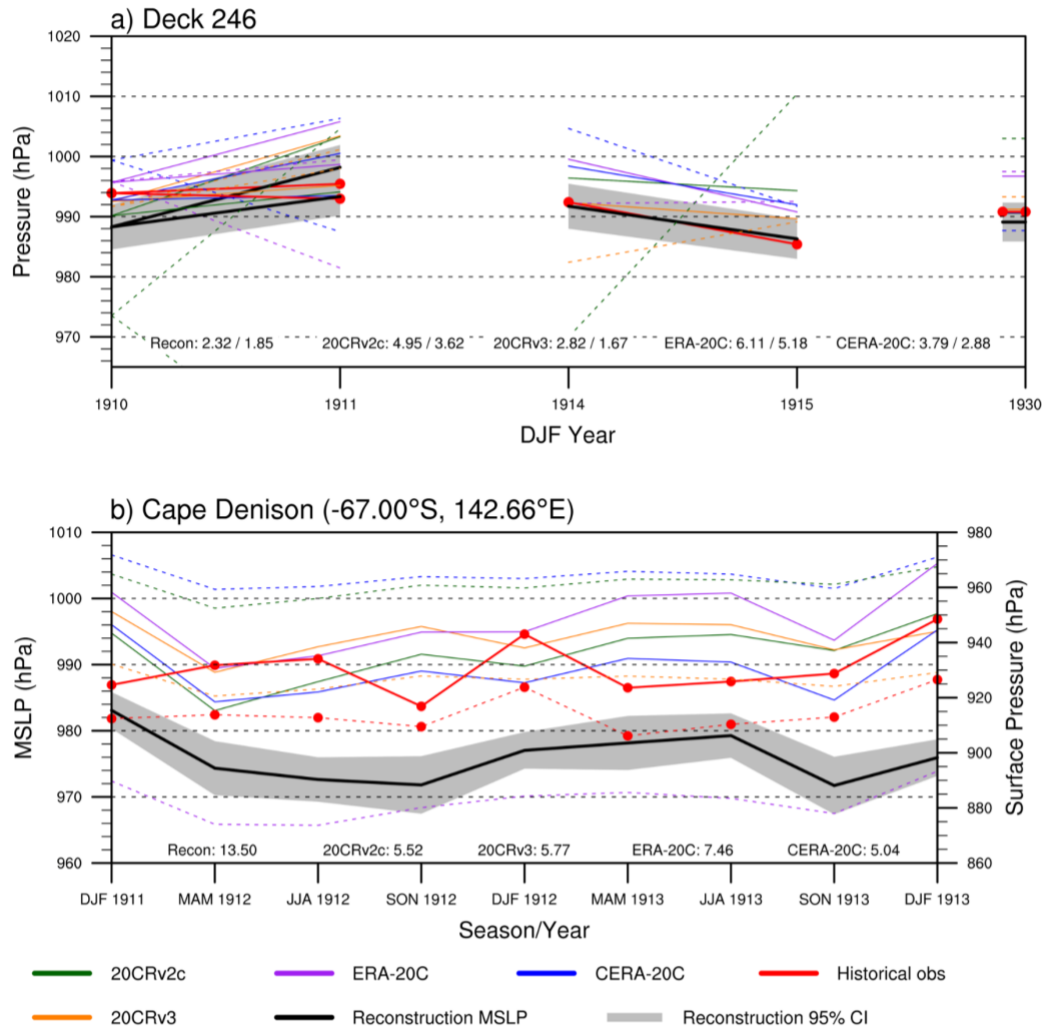 a) Deck 246
1020
1010
1000
990
980
970
Pressure (hPa)
Recon: 2.32 / 1.85 20CRv2c: 4.95 / 3.62 20CRv3: 2.82 / 1.67 ERA-20C: 6.11 / 5.18 CERA-20C: 3.79 / 2.88
1910 1911 1914 1915 1930
DJF Year
b) Cape Denison (-67.00°S, 142.66°E)
1010 980
1000 960
990 940
980 920
970 900
960 880
860
MSLP (hPa)
Surface Pressure (hPa)
Recon: 13.50 20CRv2c: 5.52 20CRv3: 5.77 ERA-20C: 7.46 CERA-20C: 5.04
DJF 1911 MAM 1912 JJA 1912 SON 1912 DJF 1912 MAM 1913 JJA 1913 SON 1913 DJF 1913
Season/Year
20CRv2c ERA-20C CERA-20C Historical obs
20CRv3 Reconstruction MSLP Reconstruction 95% CI